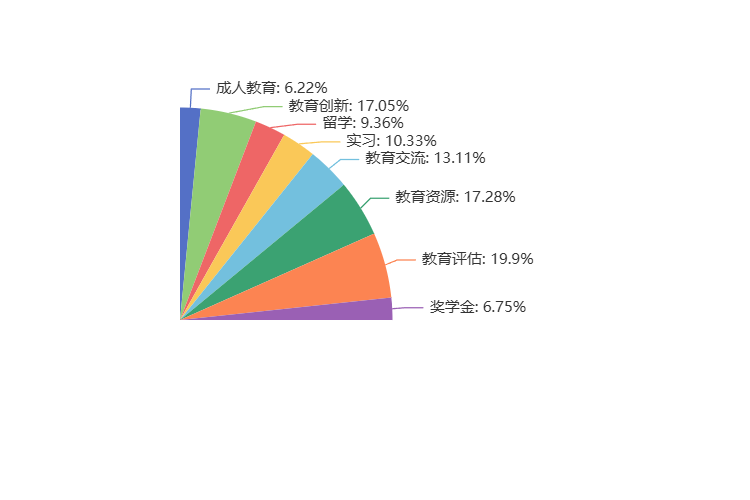 成人教育: 6.22%
教育创新: 17.05%
留学: 9.36%
实习: 10.33%
教育交流: 13.11%
教育资源: 17.28%
教育评估: 19.9%
奖学金: 6.75%